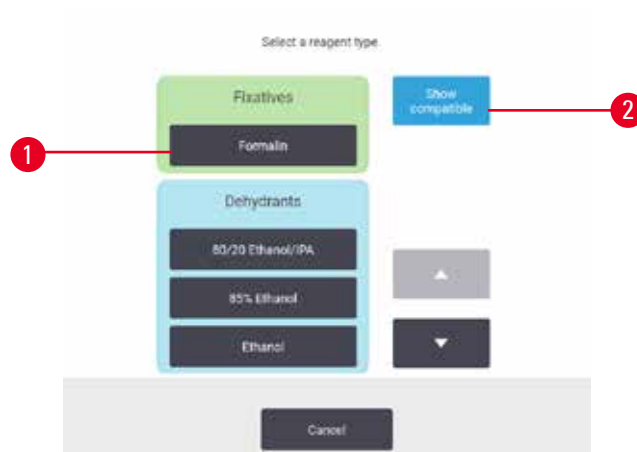 Select a reagent type.
Fixatives
Show
compatible
2
1
Formalin
Dehydrants
80/20 Ethanol/IPA
85% Ethanol
Ethanol
Cancel